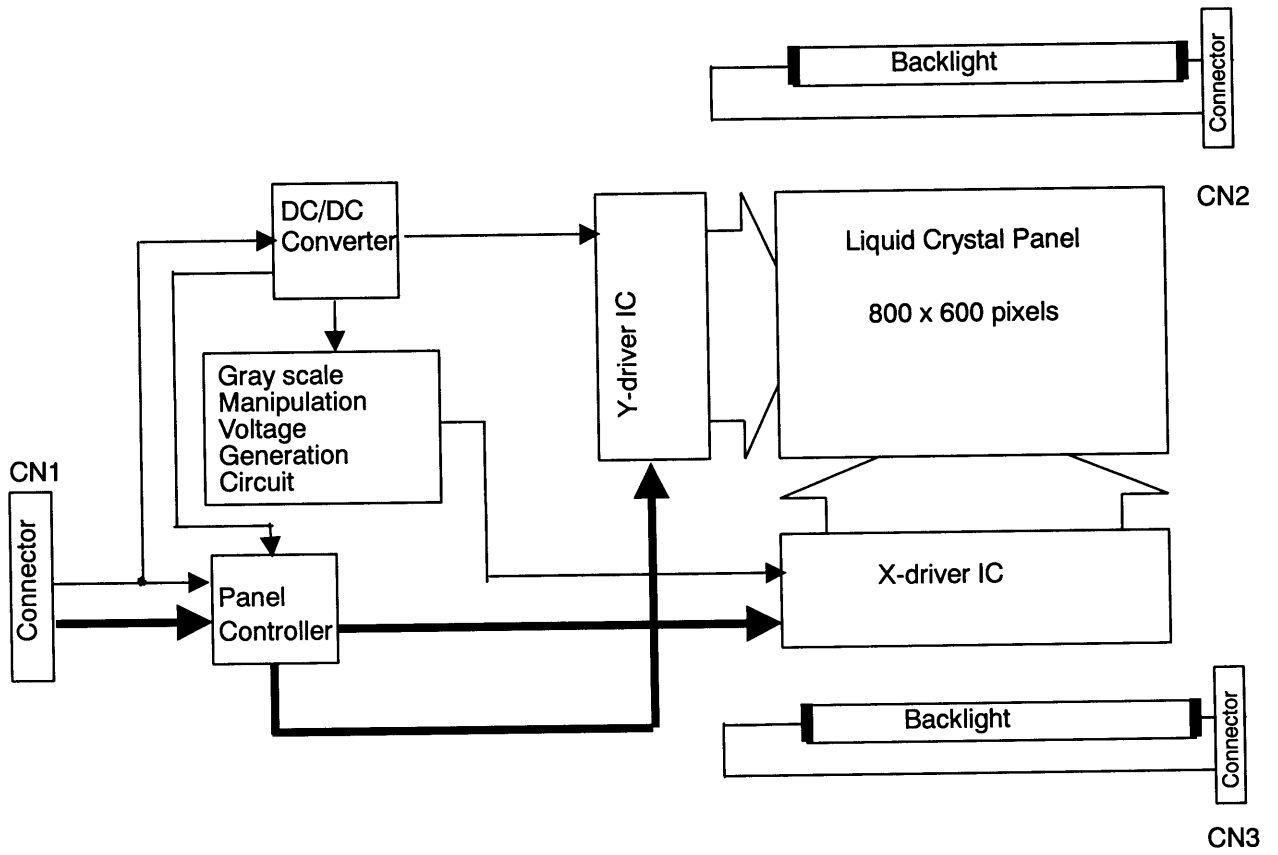 Backlight
Connector
CN2
DC/DC
Converter
Y-driver IC
Liquid Crystal Panel
800 x 600 pixels
Gray scale
Manipulation
Voltage
Generation
Circuit
CN1
Connector
Panel
Controller
X-driver IC
Backlight
Connector
CN3